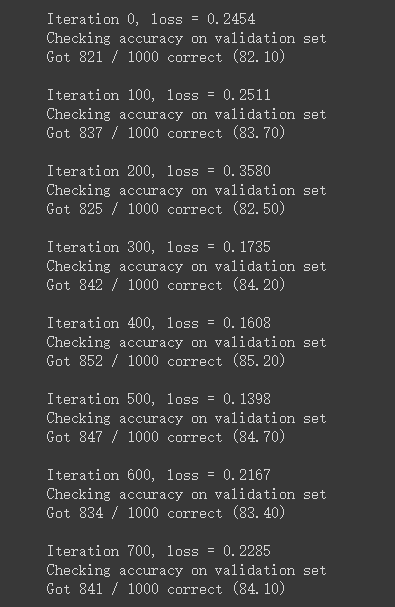 Iteration 0, loss = 0.2454
Checking accuracy on validation set
Got 821 / 1000 correct (82.10)
Iteration 100, loss = 0.2511
Checking accuracy on validation set
Got 837 / 1000 correct (83.70)
Iteration 200, loss = 0.3580
Checking accuracy on validation set
Got 825 / 1000 correct (82.50)
Iteration 300, loss = 0.1735
Checking accuracy on validation set
Got 842 / 1000 correct (84.20)
Iteration 400, loss = 0.1608
Checking accuracy on validation set
Got 852 / 1000 correct (85.20)
Iteration 500, loss = 0.1398
Checking accuracy on validation set
Got 847 / 1000 correct (84.70)
Iteration 600, loss = 0.2167
Checking accuracy on validation set
Got 834 / 1000 correct (83.40)
Iteration 700, loss = 0.2285
Checking accuracy on validation set
Got 841 / 1000 correct (84.10)